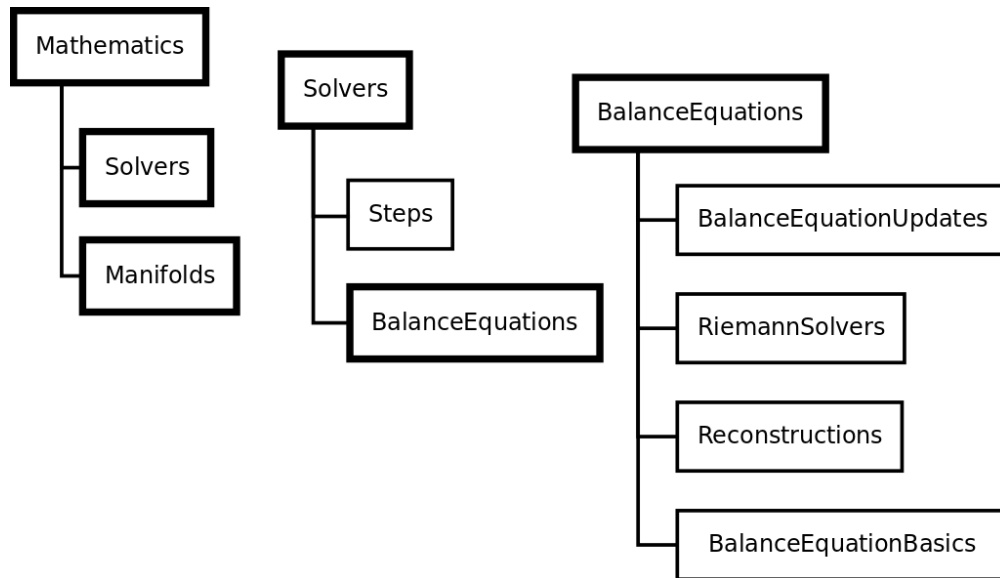 Mathematics
Solvers
Manifolds
Solvers
Steps
BalanceEquations
BalanceEquations
BalanceEquationUpdates
RiemannSolvers
Reconstructions
BalanceEquationBasics